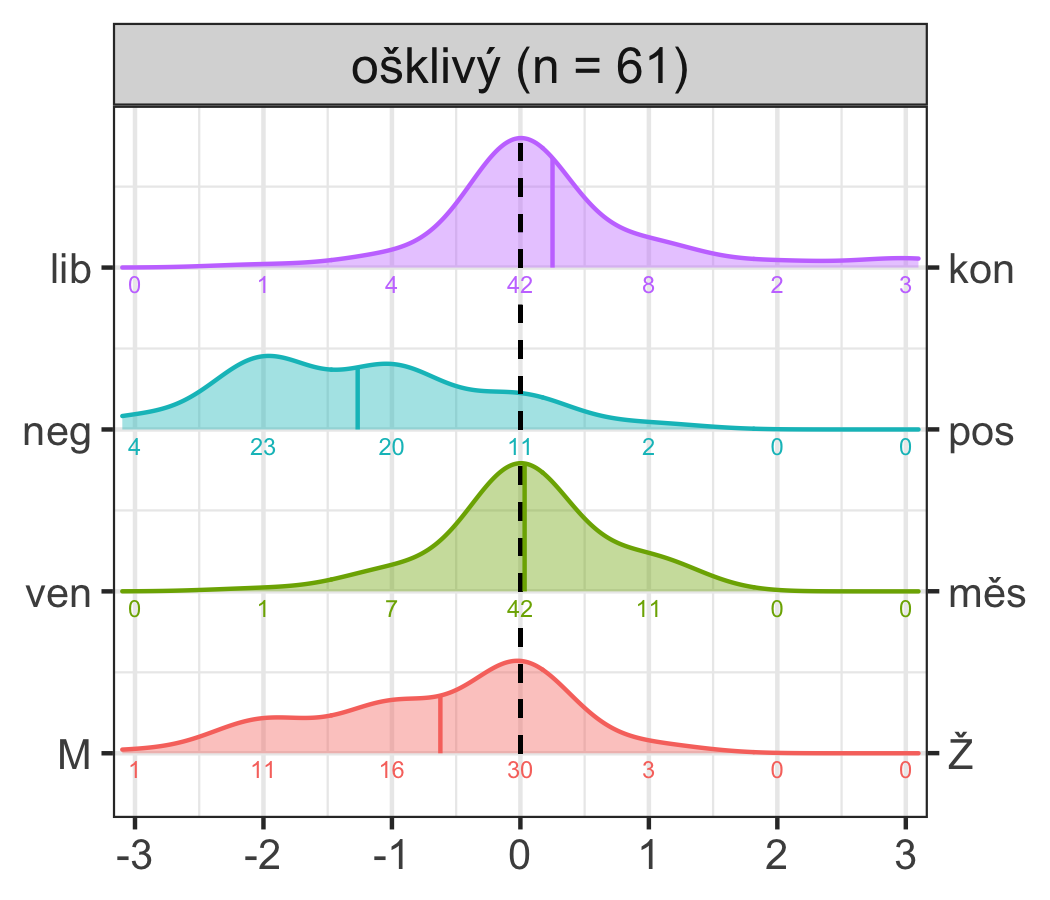 ošklivý (n = 61)
lib kon
0 1 4 42 8 2 3
neg pos
4 23 20 11 2 0 0
ven měs
0 1 7 42 11 0 0
M Ž
1 11 16 30 3 0 0
-3 -2 -1 0 1 2 3